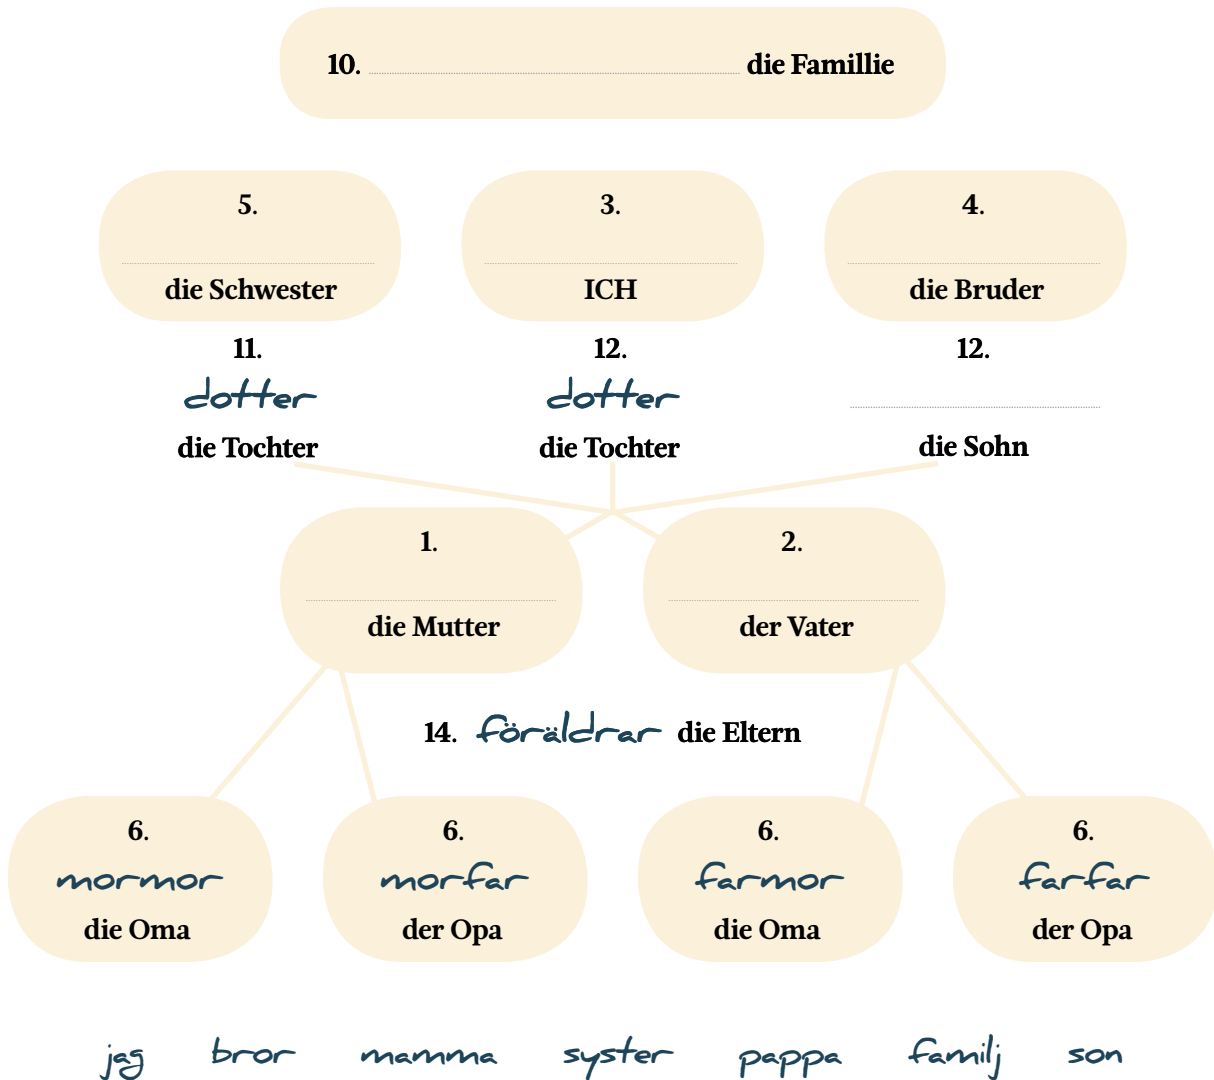 10. die Famillie
5. 3. 4.
die Schwester ICH die Bruder
11. 12. 12.
dotter dotter
die Tochter die Tochter die Sohn
1. 2.
die Mutter der Vater
14. föräldrar die Eltern
6. 6. 6. 6.
mormor morfar farmor farfar
die Oma der Opa die Oma der Opa
jag bror mamma syster pappa familj son